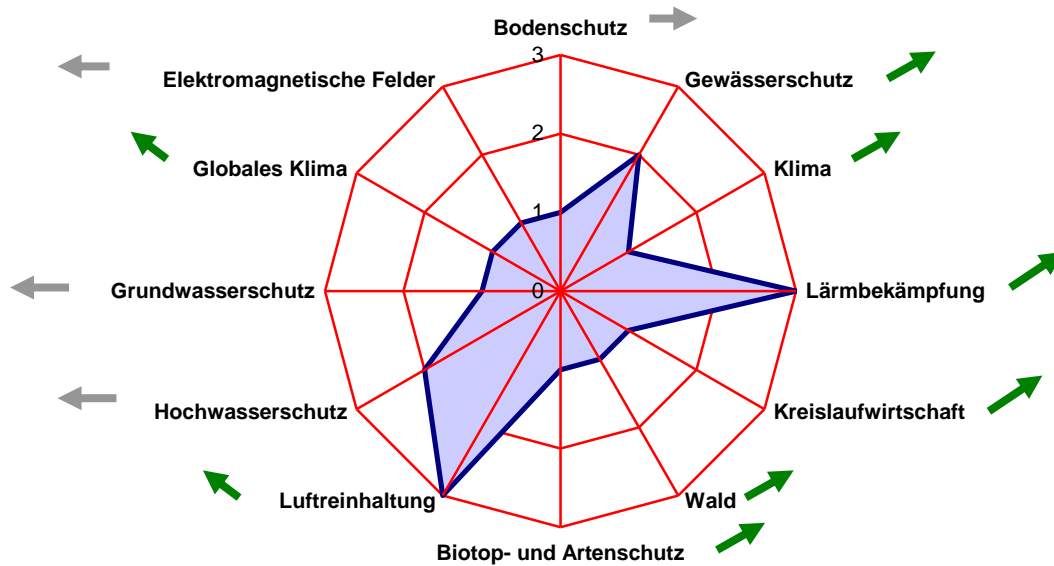 Bodenschutz
3
Elektromagnetische Felder
Gewässerschutz
2
Globales Klima
Klima
1
Grundwasserschutz
0
Lärmbekämpfung
Hochwasserschutz
Kreislaufwirtschaft
Luftreinhaltung
Wald
Biotop- und Artenschutz